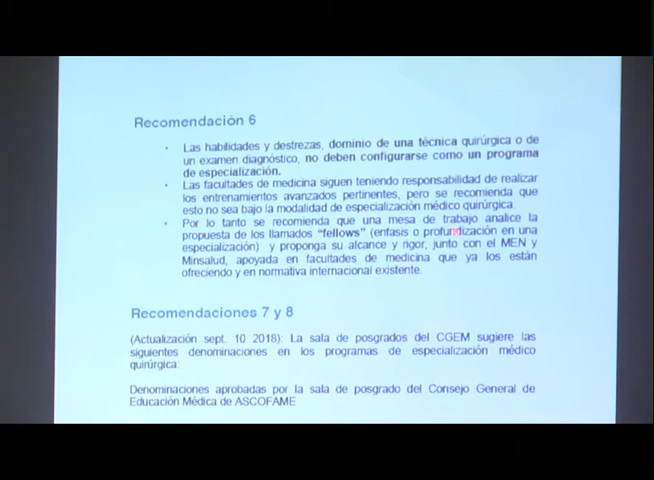 Recomendación 6
• Las habilidades y destrezas, dominio de una técnica quirúrgica o de
un examen diagnóstico, no deben configurarse como un programa
de especialización.
• Las facultades de medicina siguen teniendo responsabilidad de realizar
los entrenamientos avanzados pertinentes, pero se recomienda que
esto no sea bajo la modalidad de especialización médico quirúrgica.
• Por lo tanto se recomienda que una mesa de trabajo analice la
propuesta de los llamados “fellows” (énfasis o profundización en una
especialización) y proponga su alcance y rigor, junto con el MEN y
Minsalud, apoyada en facultades de medicina que ya los están
ofreciendo y en normativa internacional existente.
Recomendaciones 7 y 8
(Actualización sept. 10 2018): La sala de posgrados del CGEM sugiere las
siguientes denominaciones en los programas de especialización médico
quirúrgica:
Denominaciones aprobadas por la sala de posgrado del Consejo General de
Educación Médica de ASCOFAME